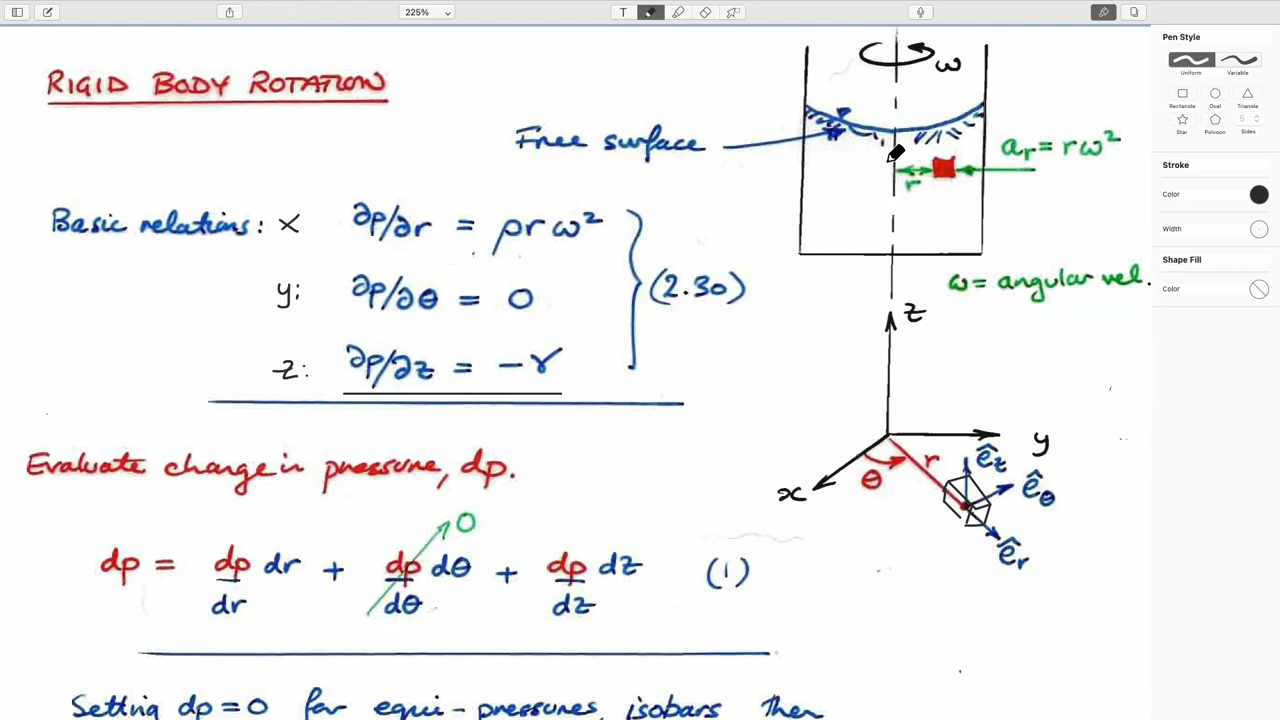 225%
T
Pen Style
Uniform
Variable
Rectangle
Oval
Triangle
Star
Polygon
5
Sides
Stroke
Color
Width
Shape Fill
Color
RIGID BODY ROTATION
ω
Free surface
a_r = rω²
r
Basic relations: x ∂p/∂r = ρrω²
y: ∂p/∂θ = 0
(2.30)
z: ∂p/∂z = -γ
ω = angular vel.
z
y
x
θ
r
ê_z
ê_θ
ê_r
Evaluate change in pressure, dp.
0
dp = dp/dr dr + dp/dθ dθ + dp/dz dz (1)
Setting dp = 0 for equi-pressures, isobars then